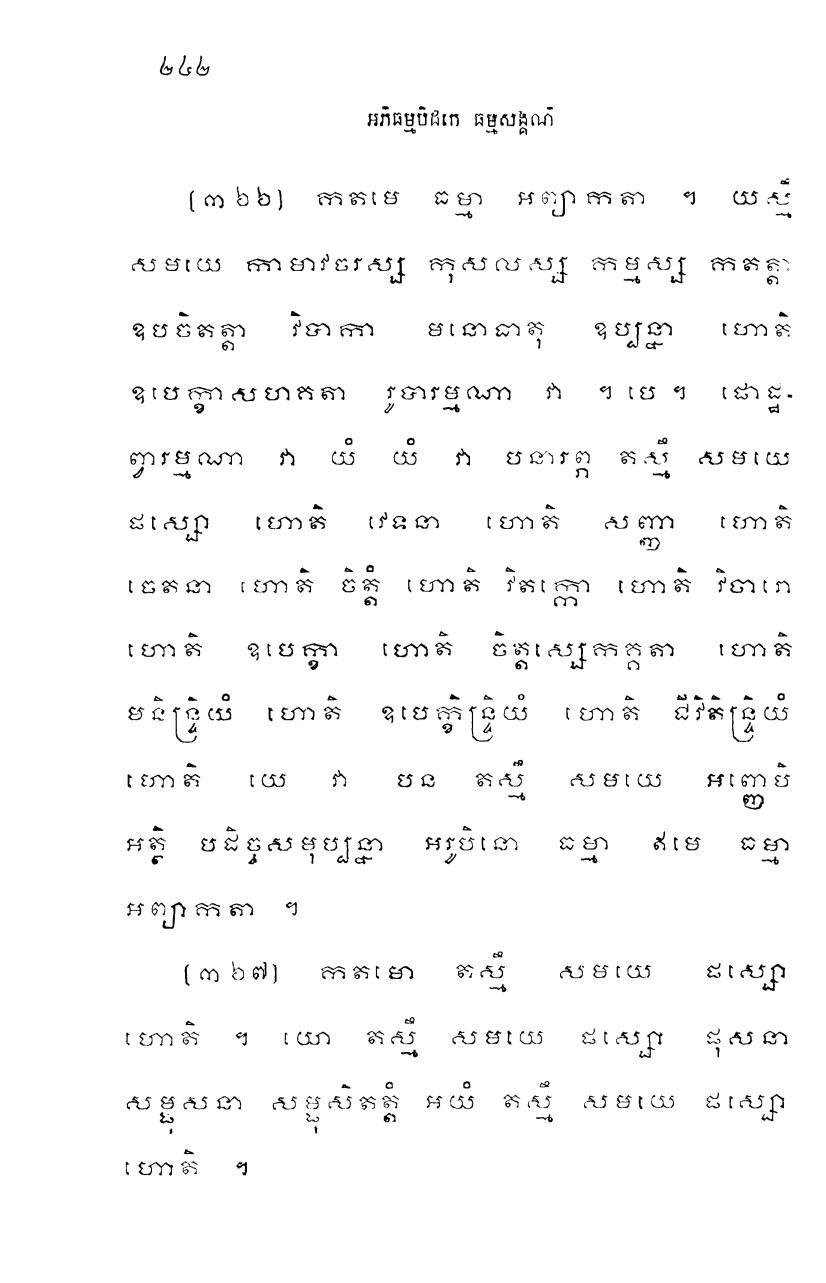 ២៤២
អភិធម្មបិដកេ ធម្មសង្គណី
(៣៦៦) កតមេ ធម្មា អព្យាកតា ។ យស្មឹ
សមយេ កាមាវចរស្ស កុសលស្ស កម្មស្ស កតត្តា
ឧបចិតត្តា វិបាកា មនោធាតុ ឧប្បន្នា ហោតិ
ឧបេក្ខាសហគតា រូបារម្មណា វា ។ បេ ។ ផោដ្ឋ-
ព្វារម្មណា វា យំ យំ វា បនារព្ភ តស្មឹ សមយេ
ផស្សោ ហោតិ វេទនា ហោតិ សញ្ញា ហោតិ
ចេតនា ហោតិ ចិត្តំ ហោតិ វិតក្កោ ហោតិ វិចារោ
ហោតិ ឧបេក្ខា ហោតិ ចិត្តស្សេកគ្គតា ហោតិ
មនិន្ទ្រិយំ ហោតិ ឧបេក្ខិន្ទ្រិយំ ហោតិ ជីវិតិន្ទ្រិយំ
ហោតិ យេ វា បន តស្មឹ សមយេ អញ្ញេបិ
អត្ថិ បដិច្ចសមុប្បន្នា អរូបិនោ ធម្មា ឥមេ ធម្មា
អព្យាកតា ។
(៣៦៧) កតមោ តស្មឹ សមយេ ផស្សោ
ហោតិ ។ យោ តស្មឹ សមយេ ផស្សោ ផុសនា
សម្ផុសនា សម្ផុសិតត្តំ អយំ តស្មឹ សមយេ ផស្សោ
ហោតិ ។